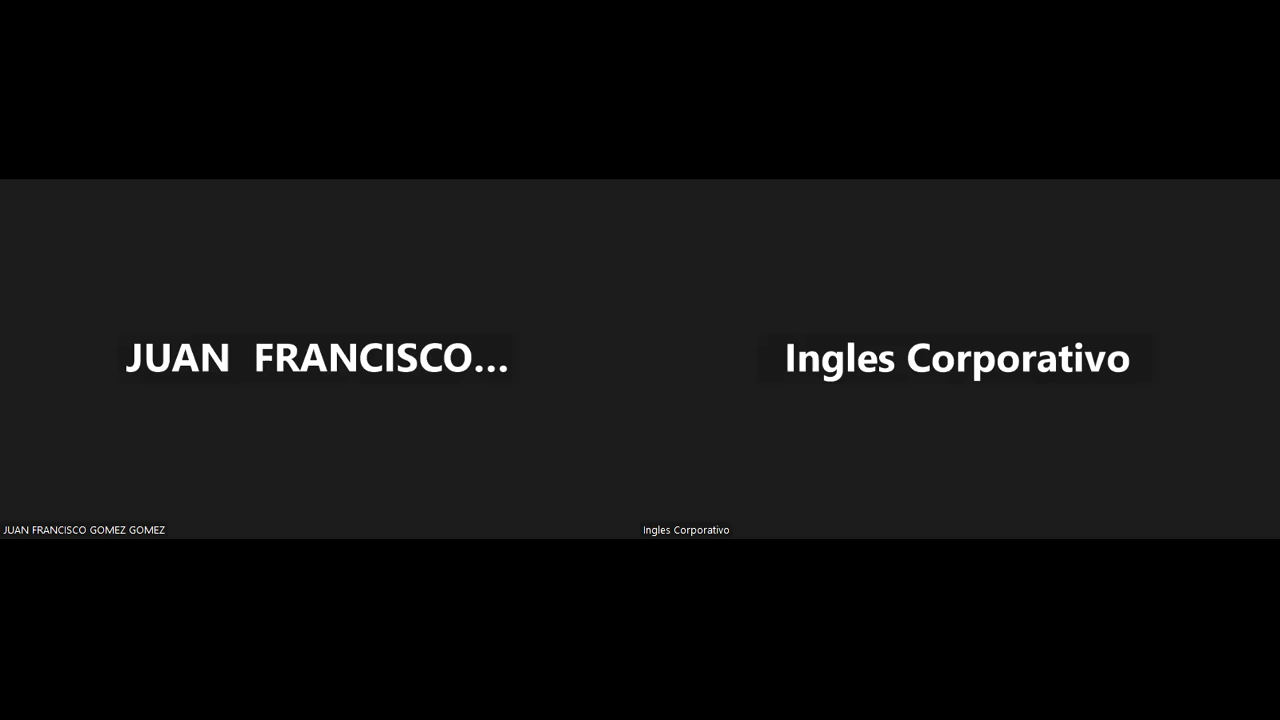 JUAN  FRANCISCO...
Ingles Corporativo
JUAN FRANCISCO GOMEZ GOMEZ
Ingles Corporativo